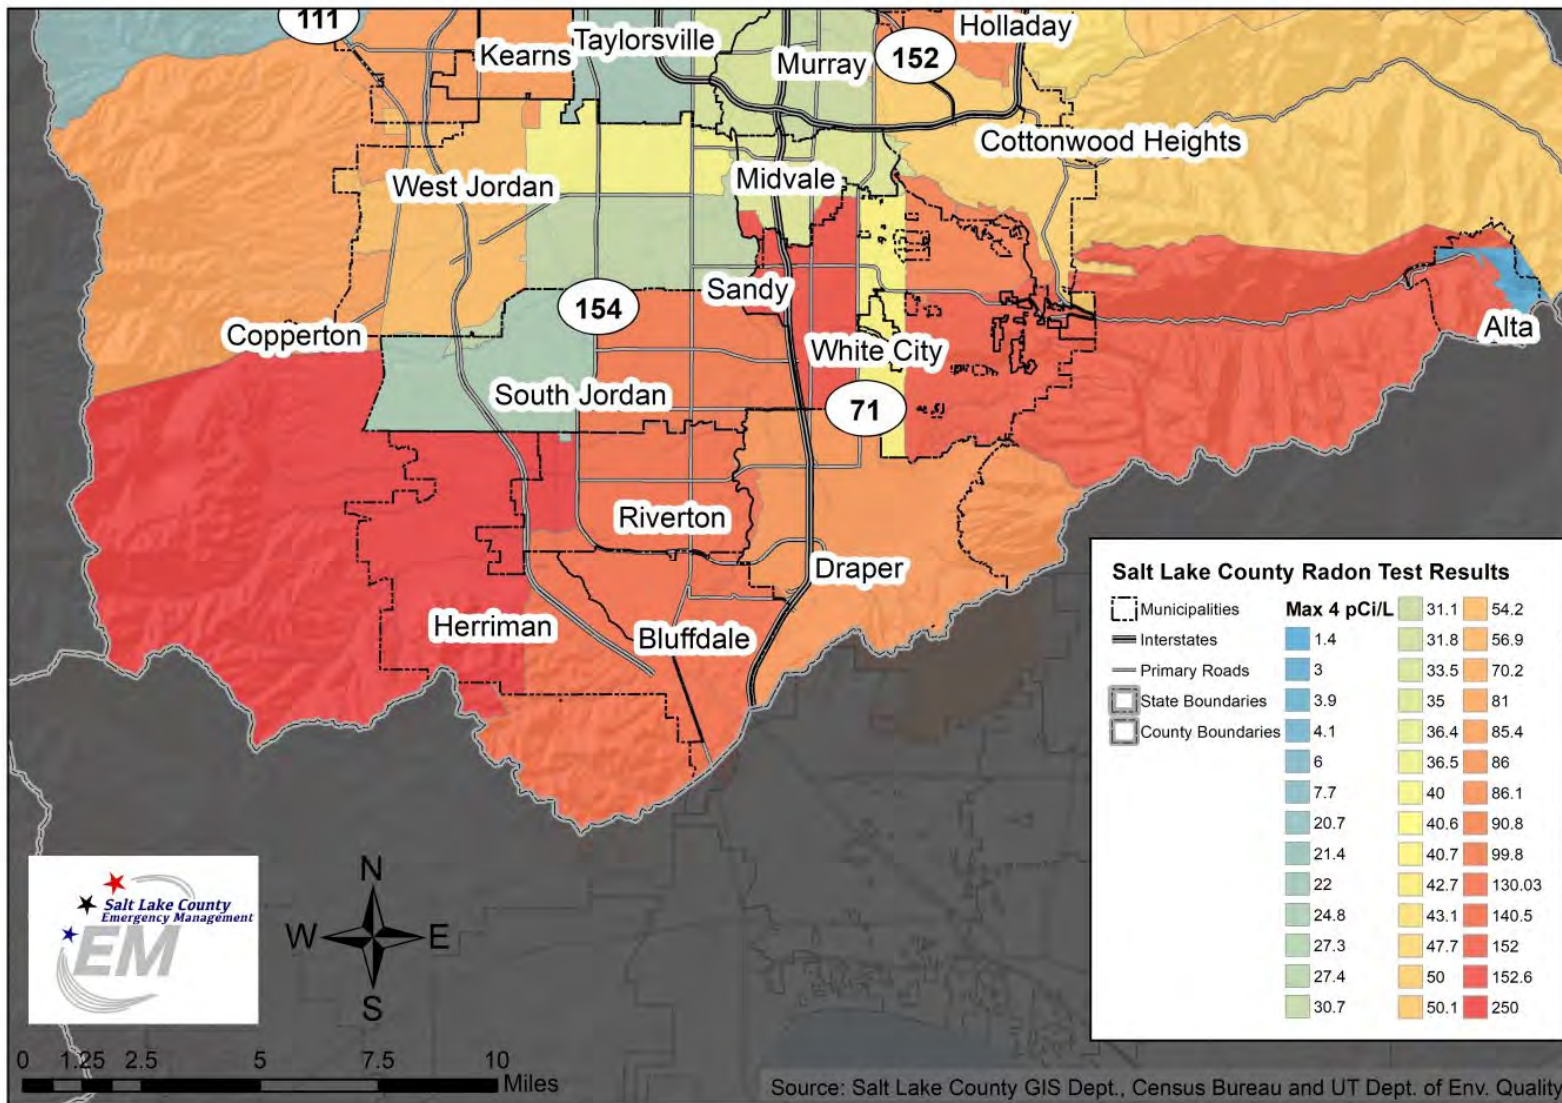 111
Kearns
Taylorsville
Murray
152
Holladay
Cottonwood Heights
West Jordan
Midvale
Sandy
154
Copperton
White City
Alta
South Jordan
71
Riverton
Draper
Herriman
Bluffdale
Salt Lake County Radon Test Results
Municipalities
Interstates
Primary Roads
State Boundaries
County Boundaries
Max 4 pCi/L
1.4
3
3.9
4.1
6
7.7
20.7
21.4
22
24.8
27.3
27.4
30.7
31.1
31.8
33.5
35
36.4
36.5
40
40.6
40.7
42.7
43.1
47.7
50
50.1
54.2
56.9
70.2
81
85.4
86
86.1
90.8
99.8
130.03
140.5
152
152.6
250
Salt Lake County
Emergency Management
EM
N
W E
S
0 1.25 2.5 5 7.5 10
Miles
Source: Salt Lake County GIS Dept., Census Bureau and UT Dept. of Env. Quality